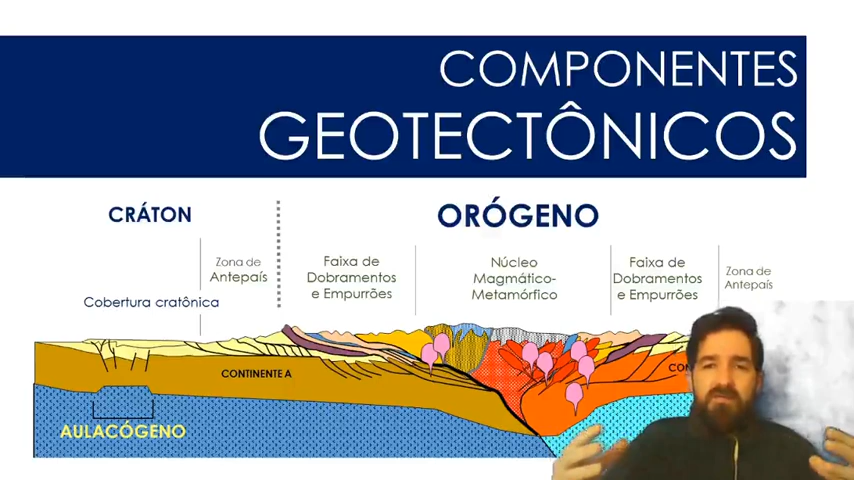 COMPONENTES
GEOTECTÔNICOS
CRÁTON
ORÓGENO
Zona de
Antepaís
Faixa de
Dobramentos
e Empurrões
Núcleo
Magmático-
Metamórfico
Faixa de
Dobramentos
e Empurrões
Zona de
Antepaís
Cobertura cratônica
CONTINENTE A
CON
AULACÓGENO